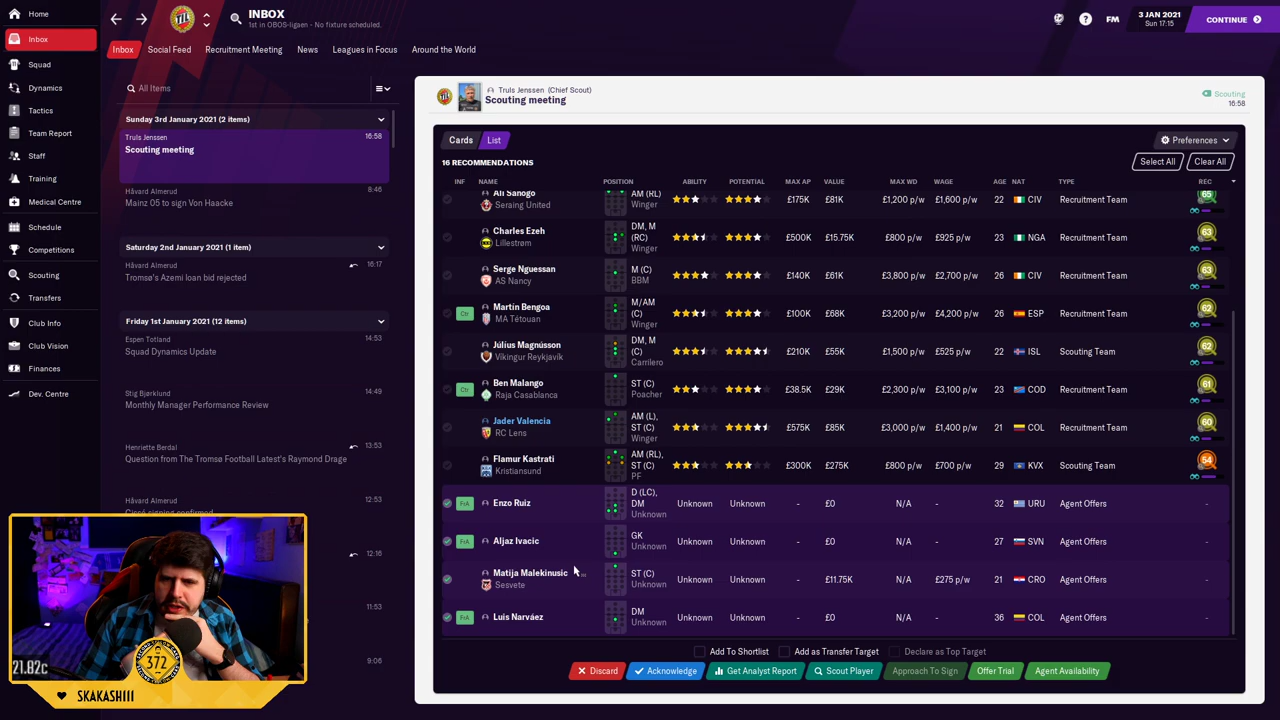 Home
Inbox
Squad
Dynamics
Tactics
Team Report
Staff
Training
Medical Centre
Schedule
Competitions
Scouting
Transfers
Club Info
Club Vision
Finances
Dev. Centre
TIL
INBOX
1st in OBOS-ligaen - No fixture scheduled.
FM
3 JAN 2021
Sun 17:15
CONTINUE
Inbox Social Feed Recruitment Meeting News Leagues in Focus Around the World
All Items
Sunday 3rd January 2021 (2 items)
Truls Jenssen 16:58
Scouting meeting
Håvard Almerud 8:46
Mainz 05 to sign Von Haacke
Saturday 2nd January 2021 (1 item)
Håvard Almerud 16:17
Tromsø's Azemi loan bid rejected
Friday 1st January 2021 (12 items)
Espen Totland 14:53
Squad Dynamics Update
Stig Bjørklund 14:49
Monthly Manager Performance Review
Henriette Berdal 13:53
Question from The Tromsø Football Latest's Raymond Drage
Håvard Almerud 12:53
12:16
11:53
9:06
21.82c
372
SKAKASHI11
TIL
Truls Jenssen (Chief Scout)
Scouting meeting
Scouting
16:58
Cards List
Preferences
16 RECOMMENDATIONS
Select All Clear All
INF NAME POSITION ABILITY POTENTIAL MAX AP VALUE MAX WD WAGE AGE NAT TYPE REC
Ali Sanogo
Seraing United
AM (RL)
Winger
£175K £81K £1,200 p/w £1,600 p/w 22 CIV Recruitment Team 65
Charles Ezeh
Lillestrøm
DM, M
(RC)
£500K £15.75K £800 p/w £925 p/w 23 NGA Recruitment Team 63
Serge Nguessan
AS Nancy
M (C)
BBM
£140K £61K £3,800 p/w £2,700 p/w 26 CIV Recruitment Team 63
Ctr
Martín Bengoa
MA Tétouan
M/AM
(C)
Winger
£100K £68K £3,200 p/w £4,200 p/w 26 ESP Recruitment Team 62
Júlíus Magnússon
Víkingur Reykjavík
DM, M
(C)
Carrilero
£210K £55K £1,500 p/w £525 p/w 22 ISL Scouting Team 62
Ctr
Ben Malango
Raja Casablanca
ST (C)
Poacher
£38.5K £29K £2,300 p/w £3,100 p/w 23 COD Recruitment Team 61
Jader Valencia
RC Lens
AM (L),
ST (C)
Winger
£575K £85K £3,000 p/w £1,400 p/w 21 COL Recruitment Team 60
Flamur Kastrati
Kristiansund
AM (RL),
ST (C)
PF
£300K £275K £800 p/w £700 p/w 29 KVX Scouting Team 54
FrA
Enzo Ruiz
D (LC),
DM
Unknown
Unknown Unknown - £0 N/A - 32 URU Agent Offers -
FrA
Aljaz Ivacic
GK
Unknown
Unknown Unknown - £0 N/A - 27 SVN Agent Offers -
Matija Malekinusic
Sesvete
ST (C)
Unknown
Unknown Unknown - £11.75K N/A £275 p/w 21 CRO Agent Offers -
FrA
Luis Narváez
DM
Unknown
Unknown Unknown - £0 N/A - 36 COL Agent Offers -
Add To Shortlist Add as Transfer Target Declare as Top Target
Discard Acknowledge Get Analyst Report Scout Player Approach To Sign Offer Trial Agent Availability